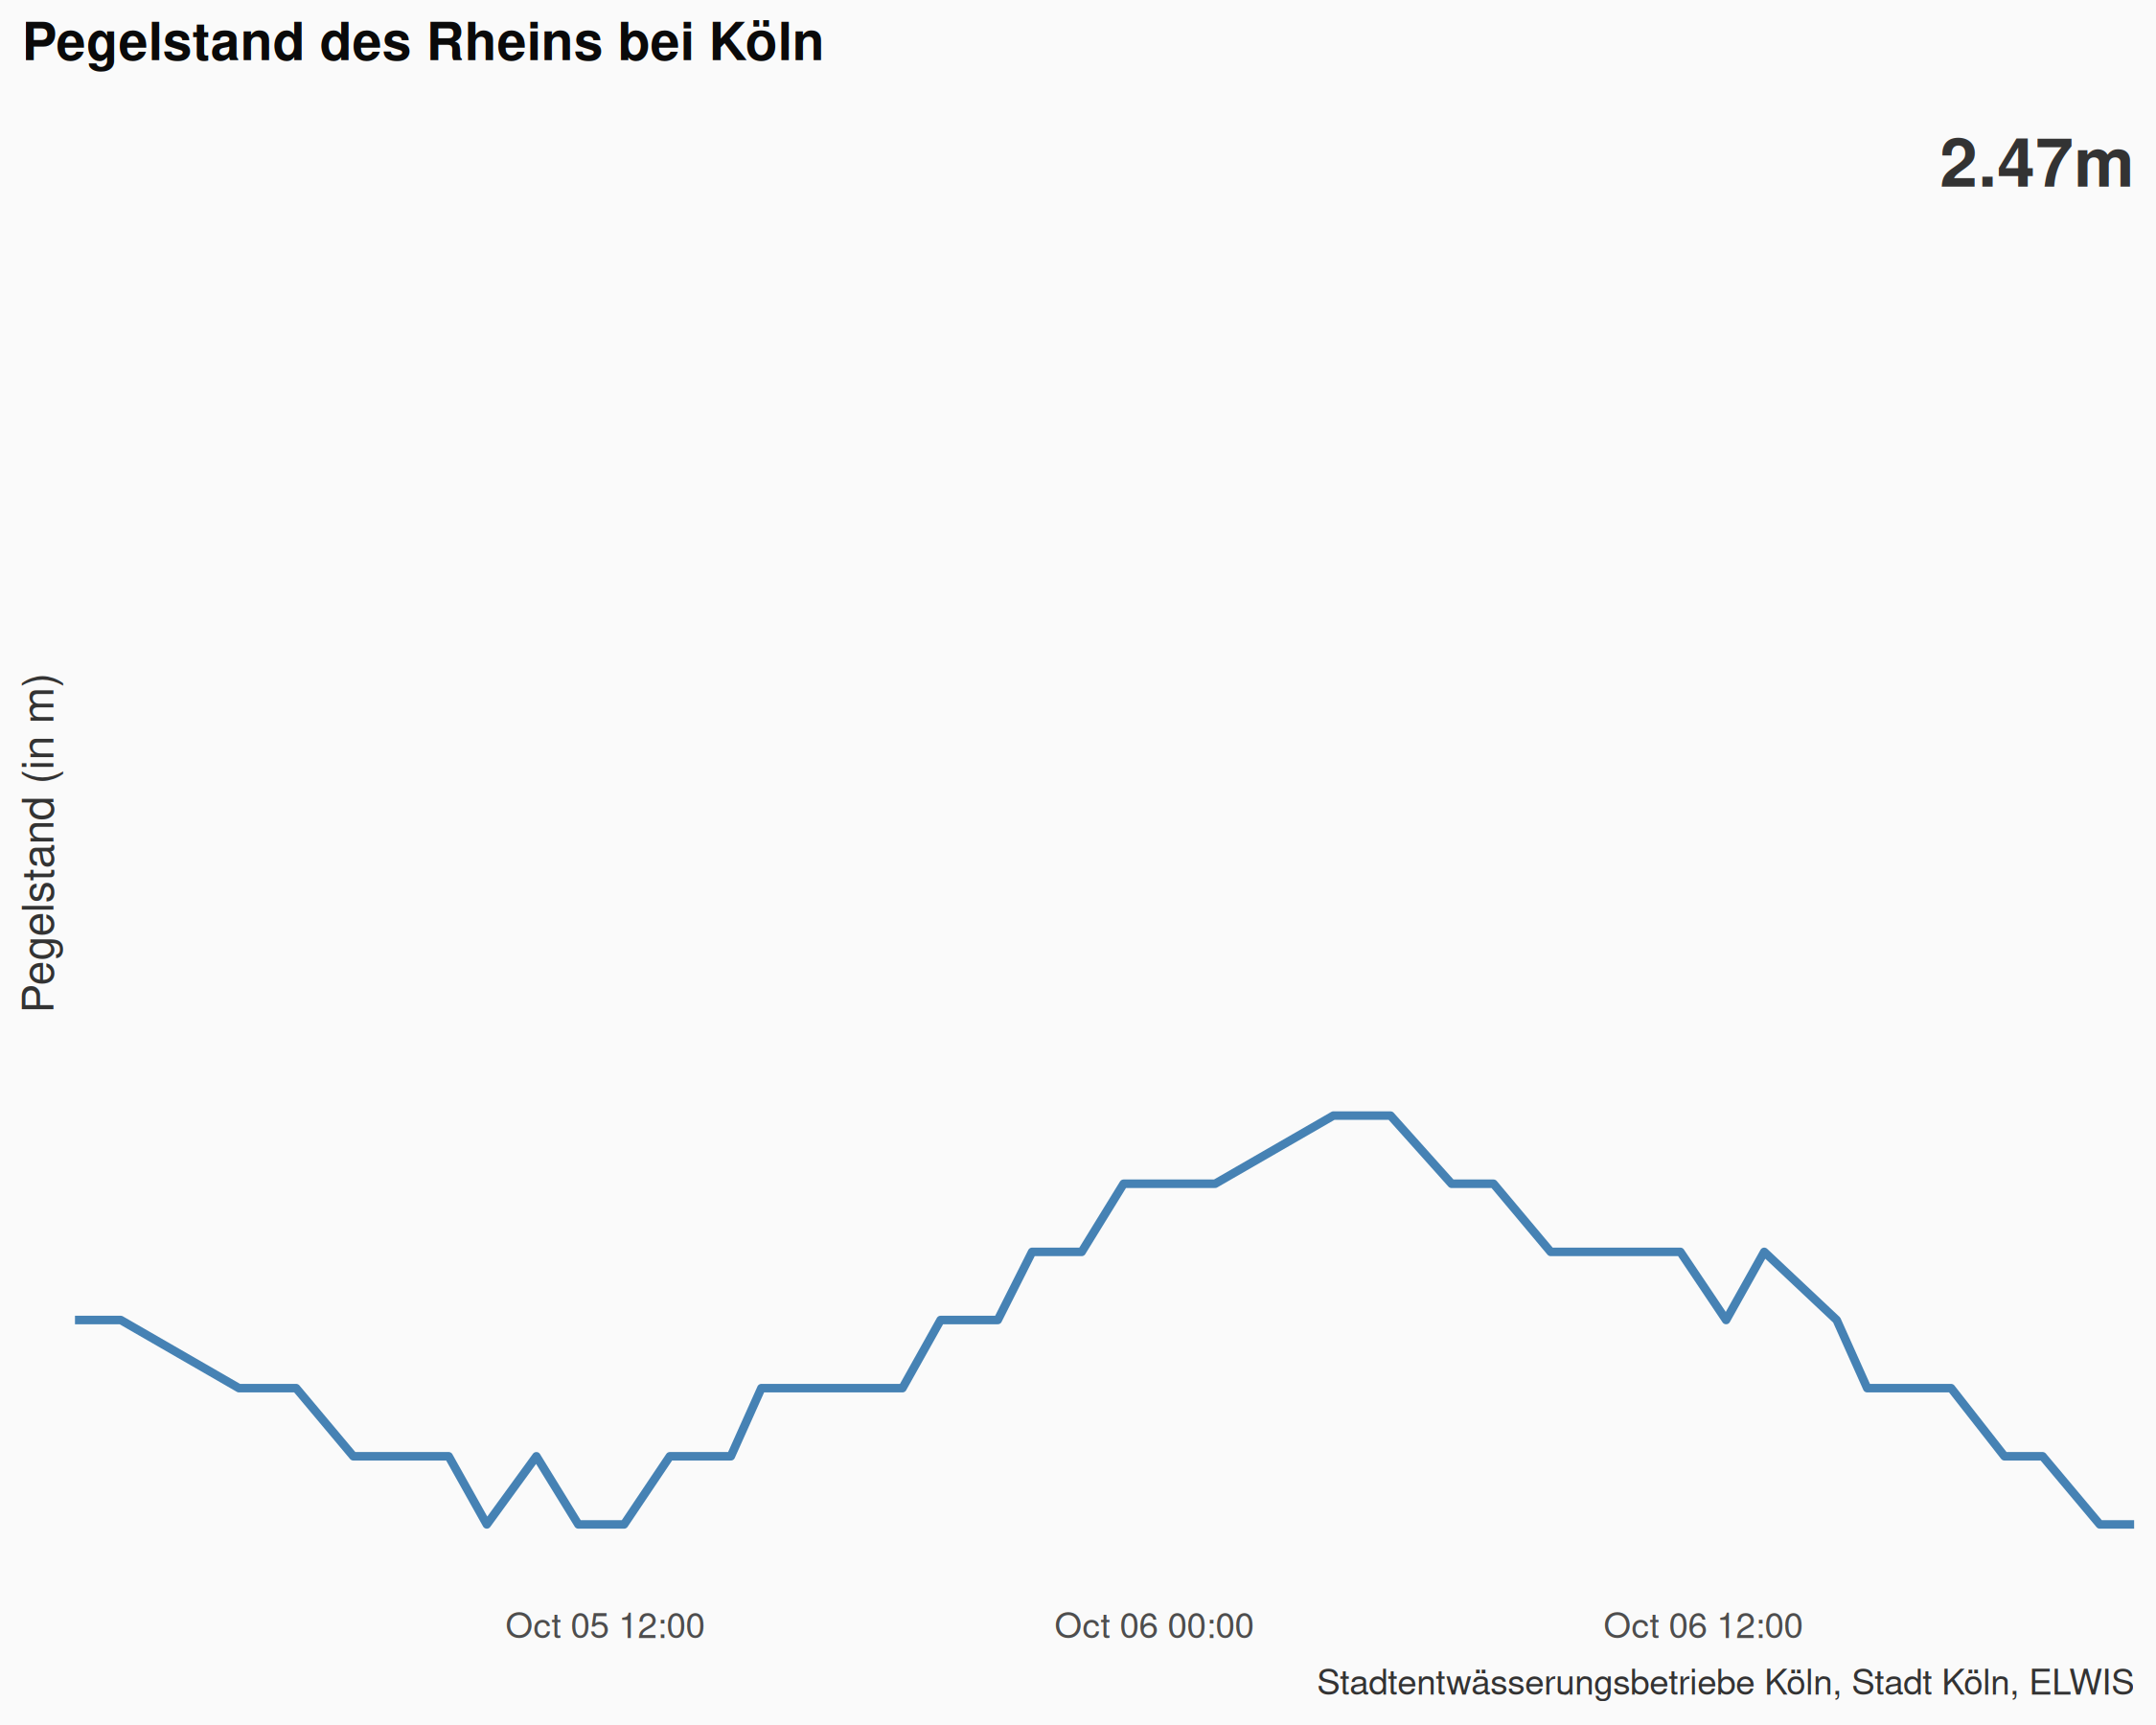 Pegelstand des Rheins bei Köln
2.47m
Pegelstand (in m)
Oct 05 12:00
Oct 06 00:00
Oct 06 12:00
Stadtentwässerungsbetriebe Köln, Stadt Köln, ELWIS